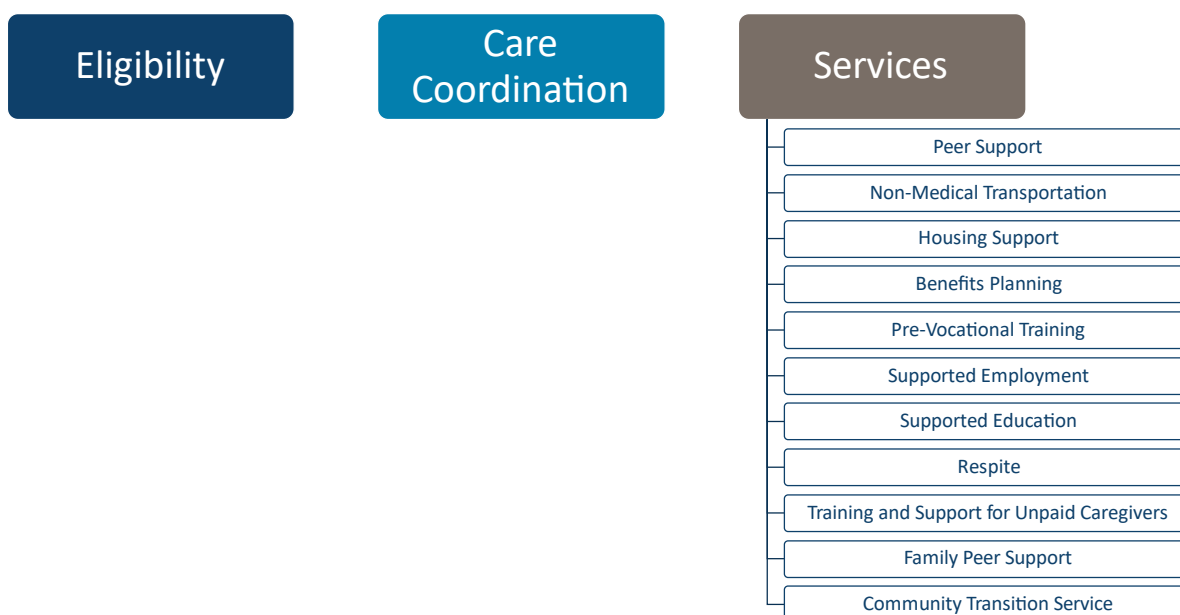 Eligibility
Care
Coordination
Services
Peer Support
Non-Medical Transportation
Housing Support
Benefits Planning
Pre-Vocational Training
Supported Employment
Supported Education
Respite
Training and Support for Unpaid Caregivers
Family Peer Support
Community Transition Service